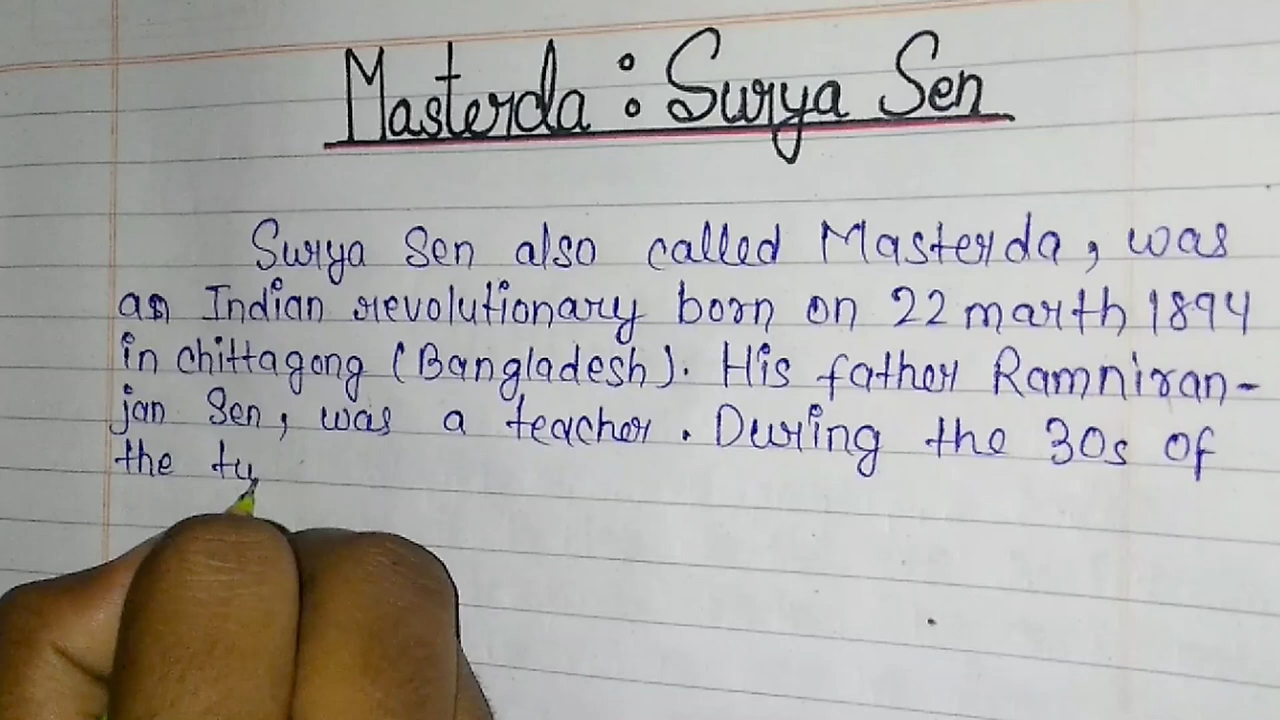 Masterda : Surya Sen
Surya Sen also called Masterda, was
an Indian revolutionary born on 22 marth 1894
in chittagong (Bangladesh). His father Ramniran-
jan Sen, was a teacher. During the 30s of
the tw